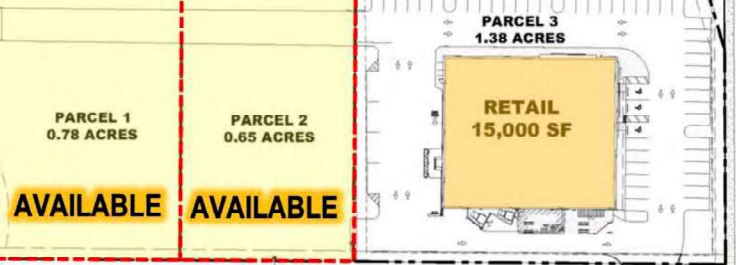 PARCEL 1
0.78 ACRES
AVAILABLE
PARCEL 2
0.65 ACRES
AVAILABLE
PARCEL 3
1.38 ACRES
RETAIL
15,000 SF